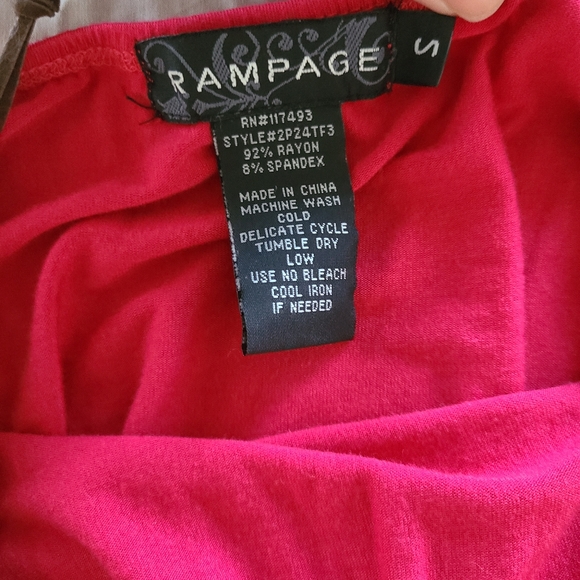 RAMPAGE
S
RN#117493
STYLE#2P24TF3
92% RAYON
8% SPANDEX
MADE IN CHINA
MACHINE WASH
COLD
DELICATE CYCLE
TUMBLE DRY
LOW
USE NO BLEACH
COOL IRON
IF NEEDED